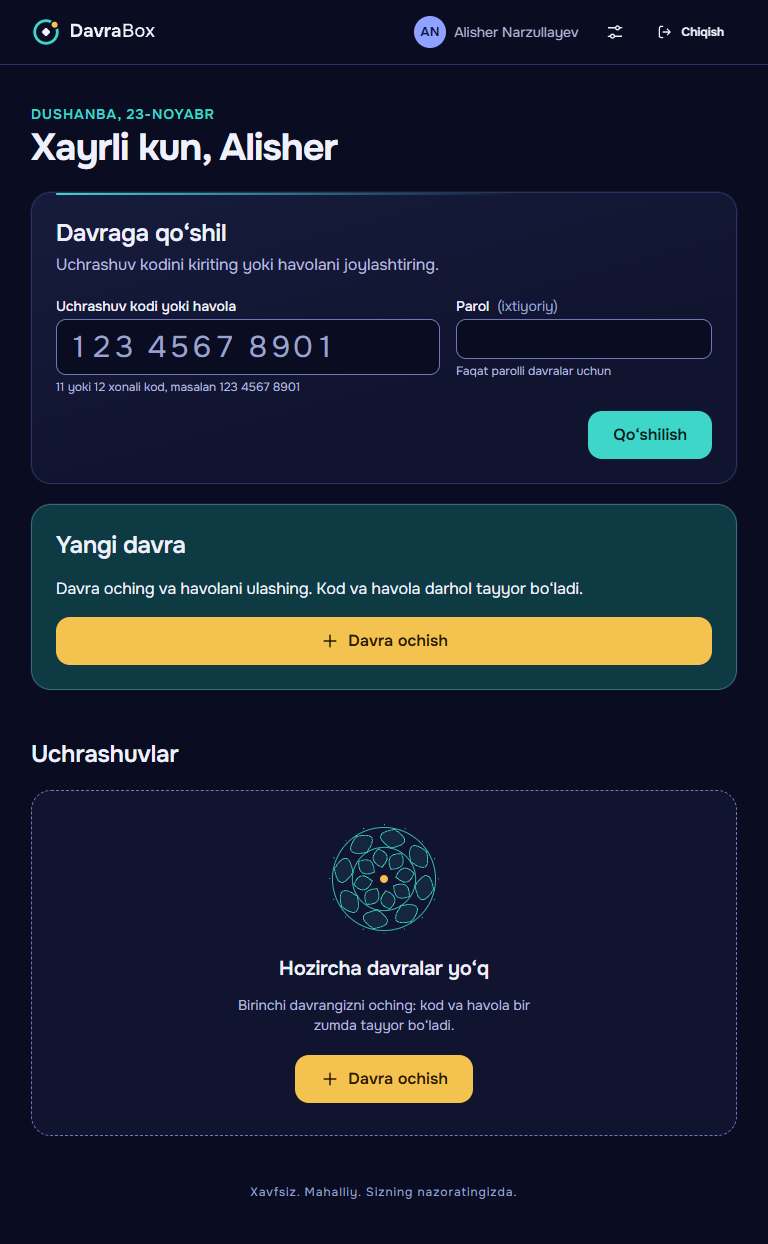 DavraBox
AN Alisher Narzullayev
Chiqish
DUSHANBA, 23-NOYABR
Xayrli kun, Alisher
Davraga qo‘shil
Uchrashuv kodini kiriting yoki havolani joylashtiring.
Uchrashuv kodi yoki havola
123 4567 8901
11 yoki 12 xonali kod, masalan 123 4567 8901
Parol (ixtiyoriy)
Faqat parolli davralar uchun
Qo‘shilish
Yangi davra
Davra oching va havolani ulashing. Kod va havola darhol tayyor bo‘ladi.
Davra ochish
Uchrashuvlar
Hozircha davralar yo‘q
Birinchi davrangizni oching: kod va havola bir
zumda tayyor bo‘ladi.
Davra ochish
Xavfsiz. Mahalliy. Sizning nazoratingizda.